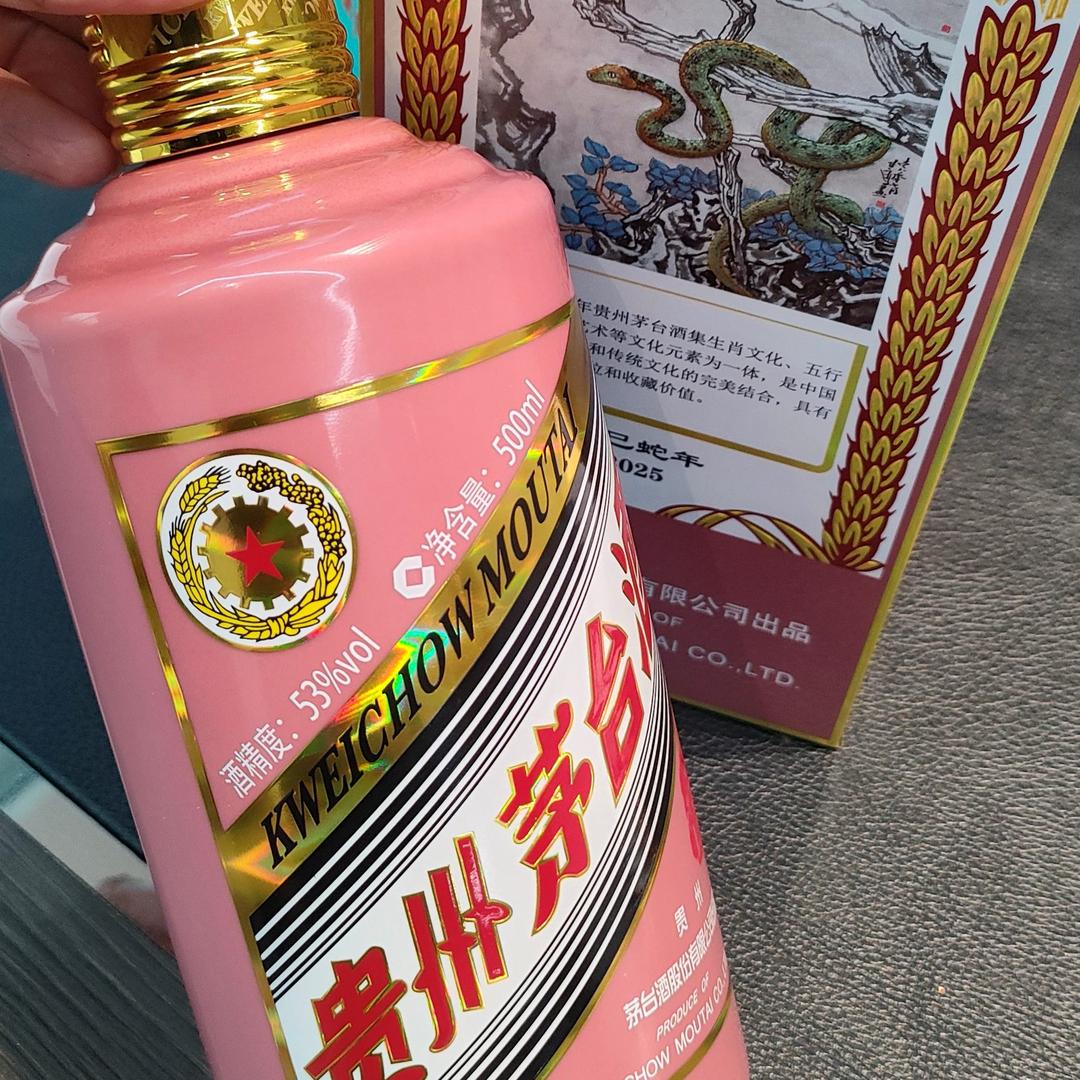 净含量：500ml
酒精度：53%vol
KWEICHOW MOUTAI
贵州茅台酒
贵州
茅台酒股份有限公司
PRODUCE OF
CHOW MOUTAI CO.,
年贵州茅台酒集生肖文化、五行
艺术等文化元素为一体，是中国
和传统文化的完美结合，具有
位和收藏价值。
巳蛇年
2025
有限公司出品
OF
TAI CO.,LTD.